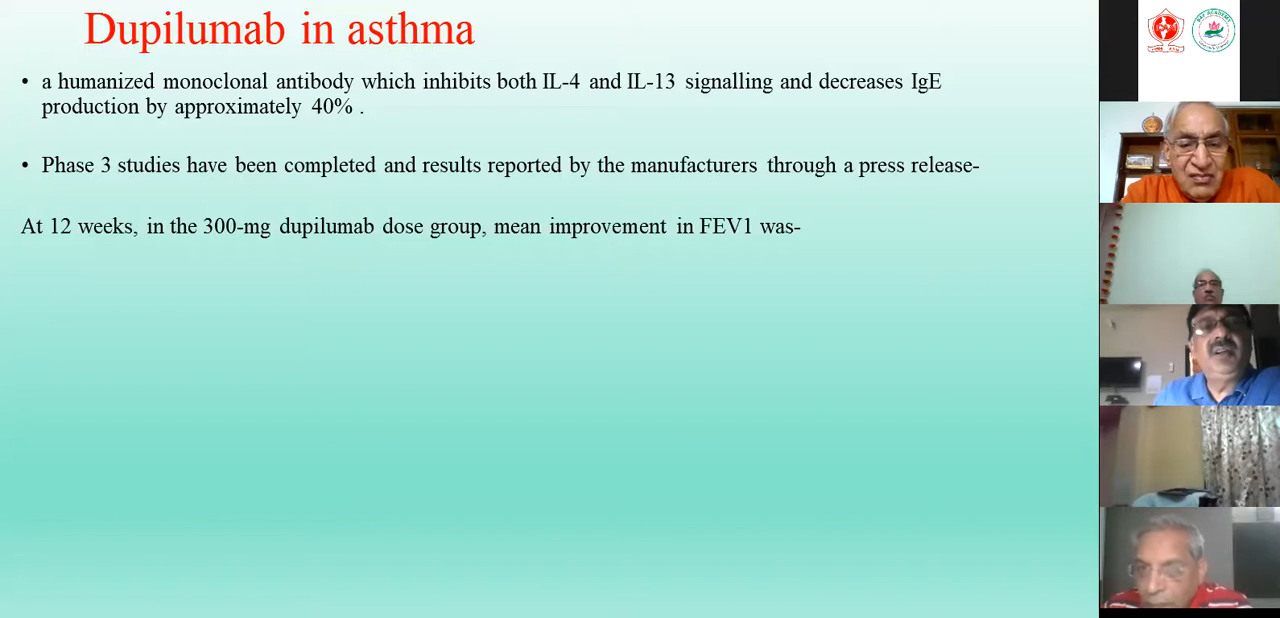 Dupilumab in asthma
• a humanized monoclonal antibody which inhibits both IL-4 and IL-13 signalling and decreases IgE
production by approximately 40% .
• Phase 3 studies have been completed and results reported by the manufacturers through a press release-
At 12 weeks, in the 300-mg dupilumab dose group, mean improvement in FEV1 was-